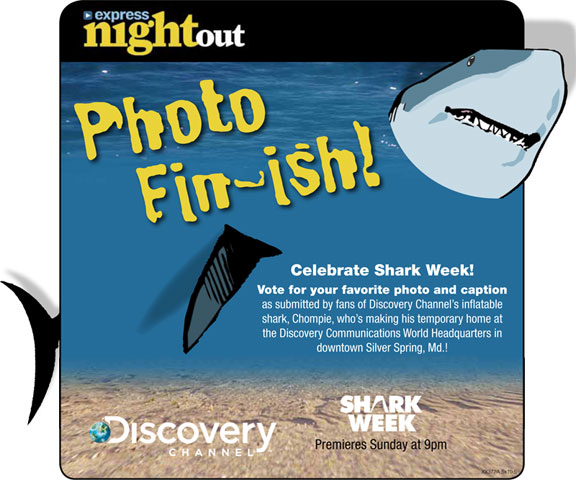 express
nightout
Photo
Fin-ish!
Celebrate Shark Week!
Vote for your favorite photo and caption
as submitted by fans of Discovery Channel's inflatable
shark, Chompie, who's making his temporary home at
the Discovery Communications World Headquarters in
downtown Silver Spring, Md.!
Discovery
CHANNEL
SHARK
WEEK
Premieres Sunday at 9pm